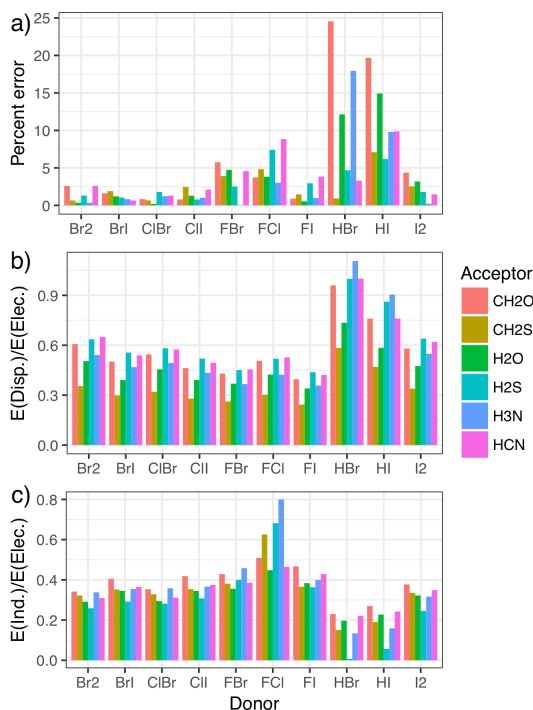 a)
Percent error
25
20
15
10
5
0
Br2 BrI ClBr ClI FBr FCl FI HBr HI I2
b)
E(Disp.)/E(Elec.)
0.9
0.6
0.3
0.0
Br2 BrI ClBr ClI FBr FCl FI HBr HI I2
Acceptor
CH2O
CH2S
H2O
H2S
H3N
HCN
c)
E(Ind.)/E(Elec.)
0.8
0.6
0.4
0.2
0.0
Br2 BrI ClBr ClI FBr FCl FI HBr HI I2
Donor